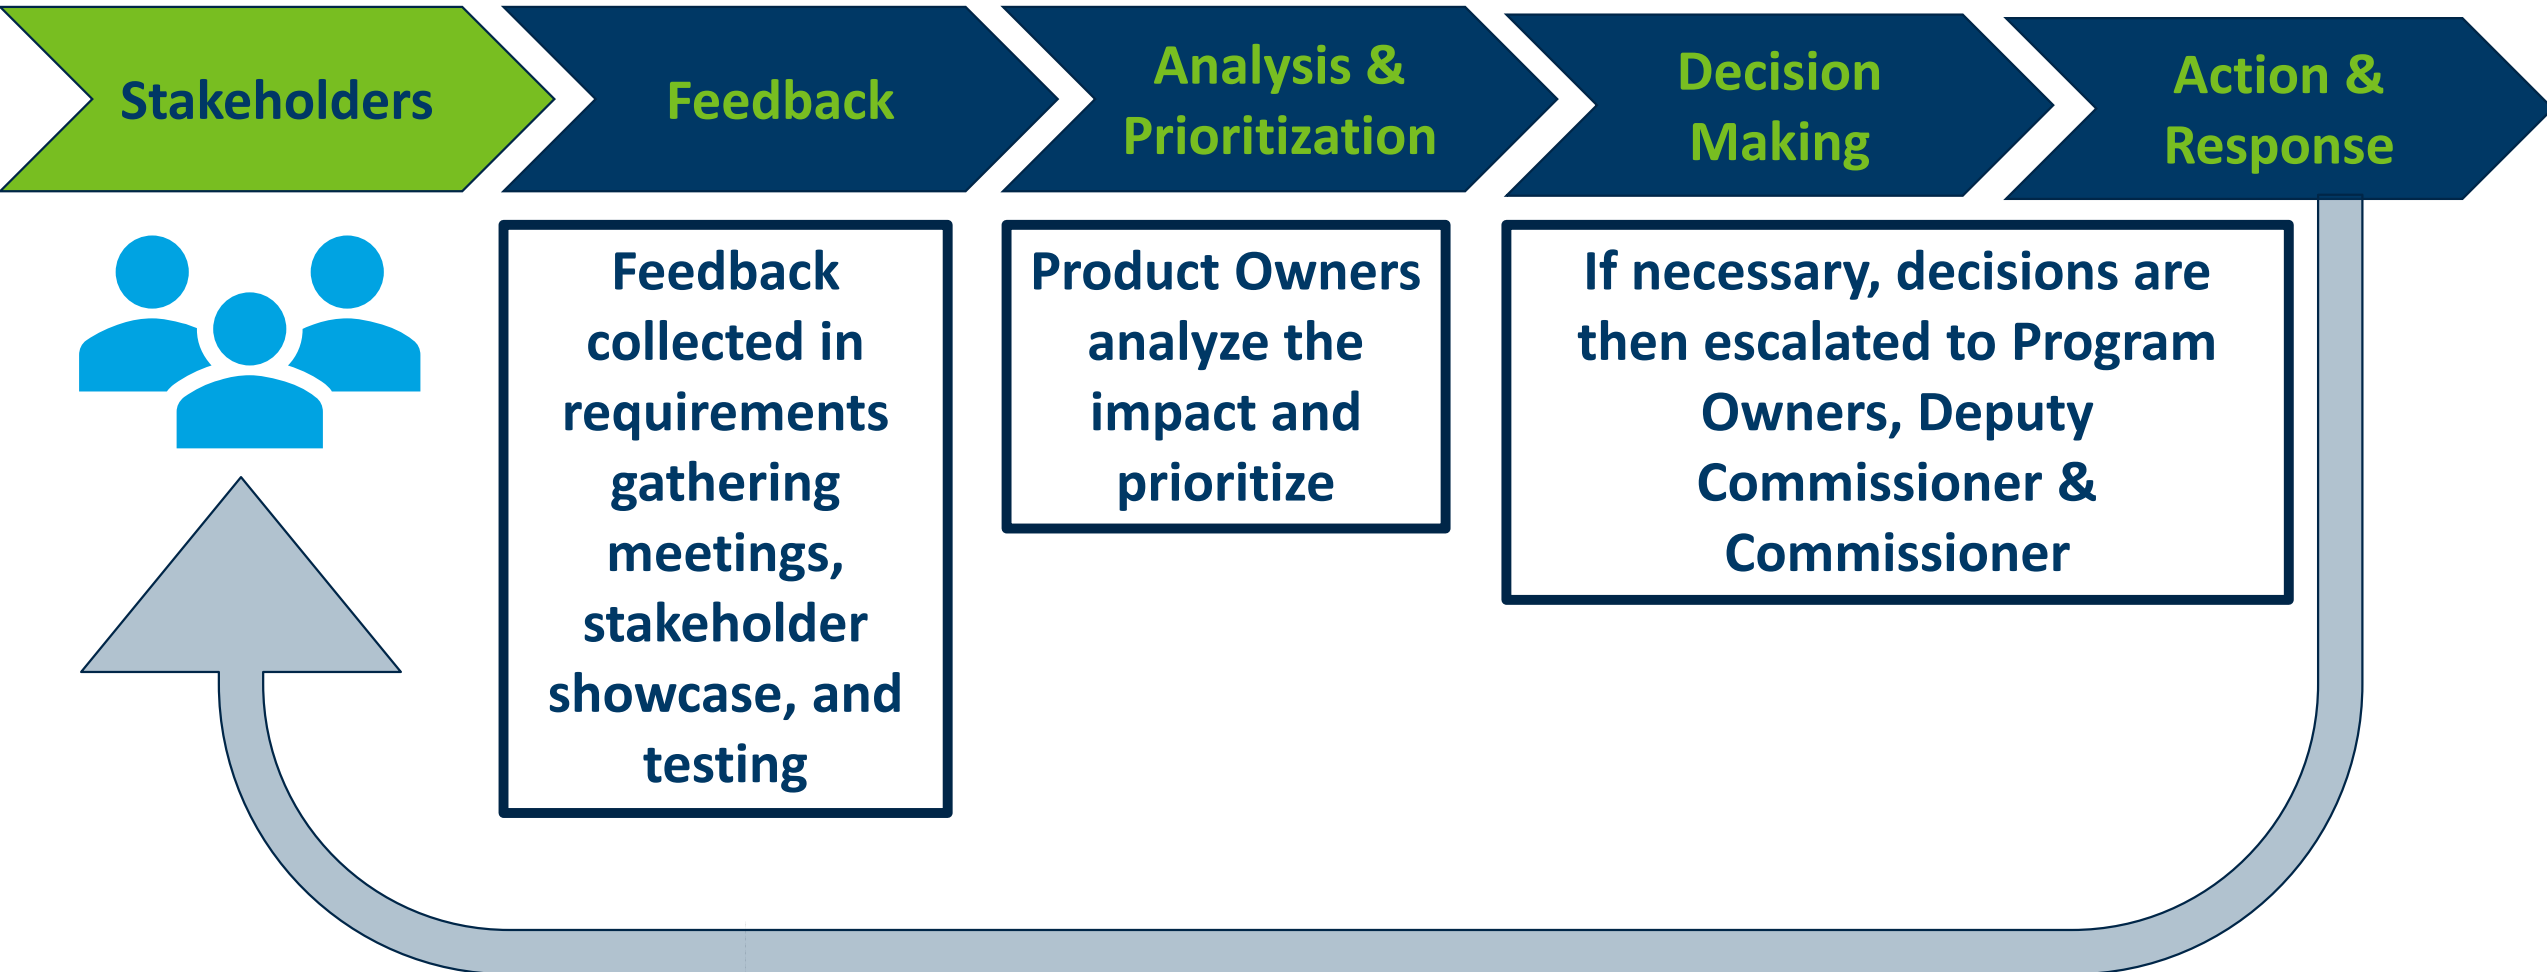 Stakeholders
Feedback
Analysis &
Prioritization
Decision
Making
Action &
Response
Feedback
collected in
requirements
gathering
meetings,
stakeholder
showcase, and
testing
Product Owners
analyze the
impact and
prioritize
If necessary, decisions are
then escalated to Program
Owners, Deputy
Commissioner &
Commissioner